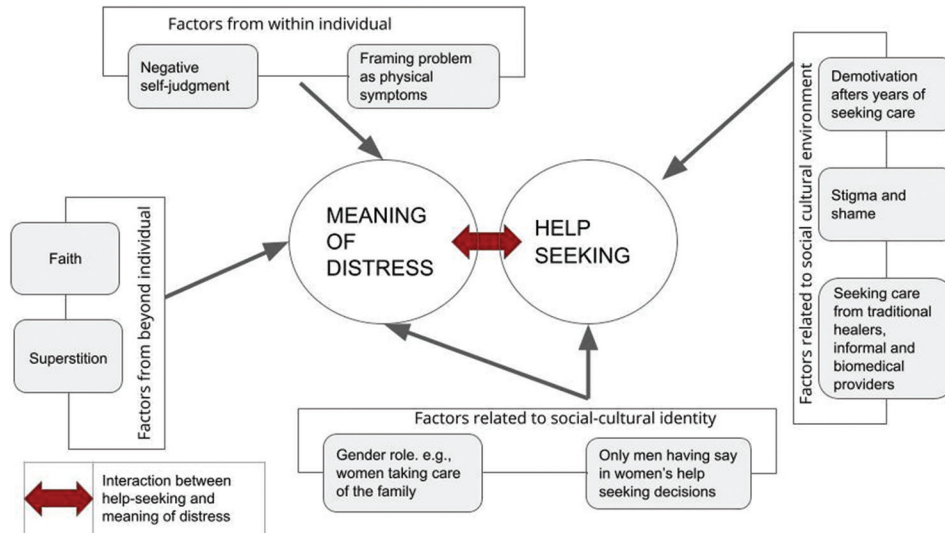 Factors from within individual
Negative
self-judgment
Framing problem
as physical
symptoms
Factors related to social cultural environment
Demotivation
afters years of
seeking care
Stigma and
shame
Seeking care
from traditional
healers,
informal and
biomedical
providers
MEANING
OF
DISTRESS
HELP
SEEKING
Faith
Superstition
Factors from beyond individual
Factors related to social-cultural identity
Gender role. e.g.,
women taking care
of the family
Only men having say
in women's help
seeking decisions
Interaction between
help-seeking and
meaning of distress